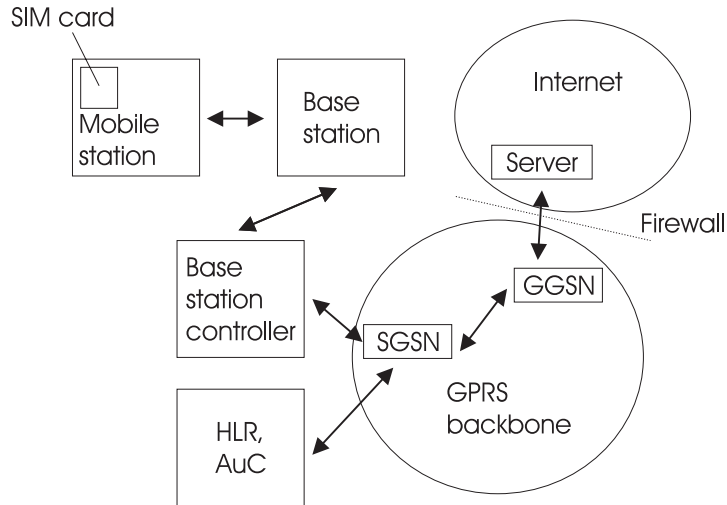 SIM card
Mobile
station
Base
station
Internet
Server
Firewall
Base
station
controller
GGSN
SGSN
GPRS
backbone
HLR,
AuC